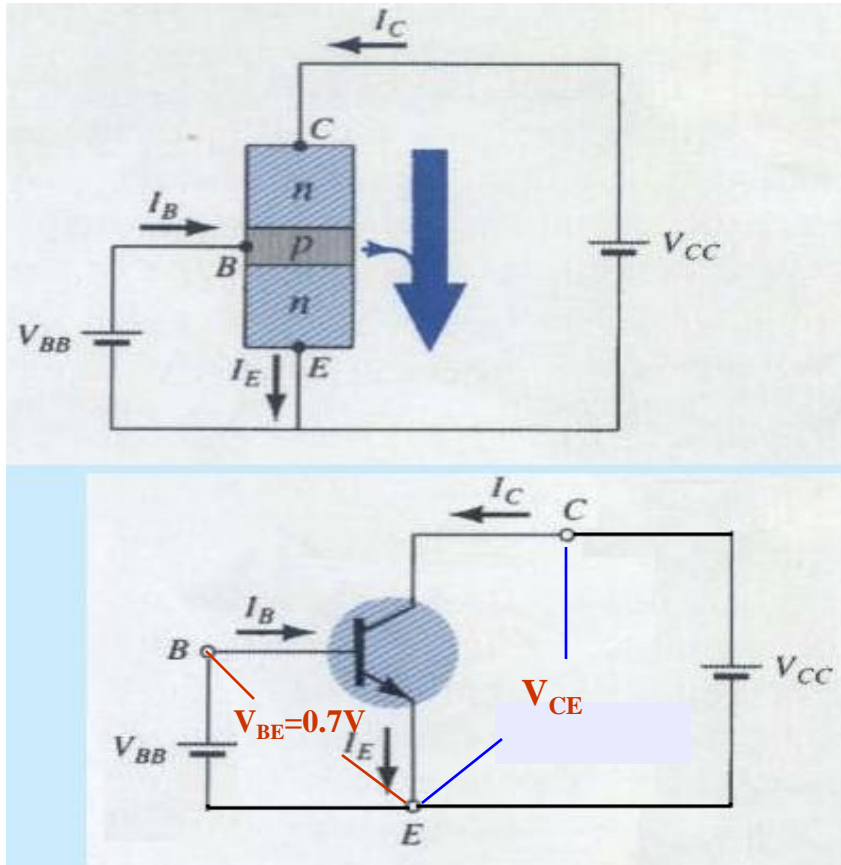 I_C
C
n
I_B
p
B
V_CC
n
V_BB
I_E
E
I_C
C
I_B
B
V_CC
V_CE
V_BE=0.7V
V_BB
I_E
E